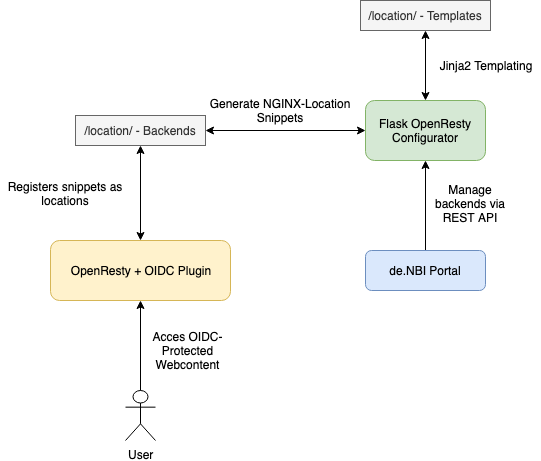 /location/ - Templates
Jinja2 Templating
Generate NGINX-Location
Snippets
Flask OpenResty
Configurator
/location/ - Backends
Registers snippets as
locations
Manage
backends via
REST API
OpenResty + OIDC Plugin
de.NBI Portal
Acces OIDC-
Protected
Webcontent
User